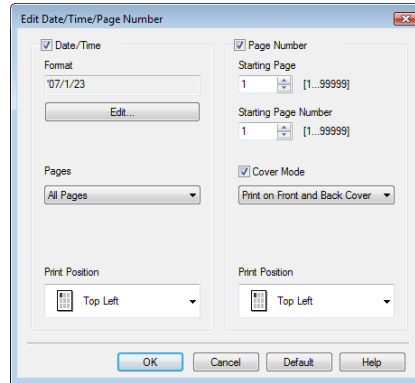 Edit Date/Time/Page Number
Date/Time
Format
'07/1/23
Edit...
Pages
All Pages
Print Position
Top Left
Page Number
Starting Page
1 [1...99999]
Starting Page Number
1 [1...99999]
Cover Mode
Print on Front and Back Cover
Print Position
Top Left
OK Cancel Default Help